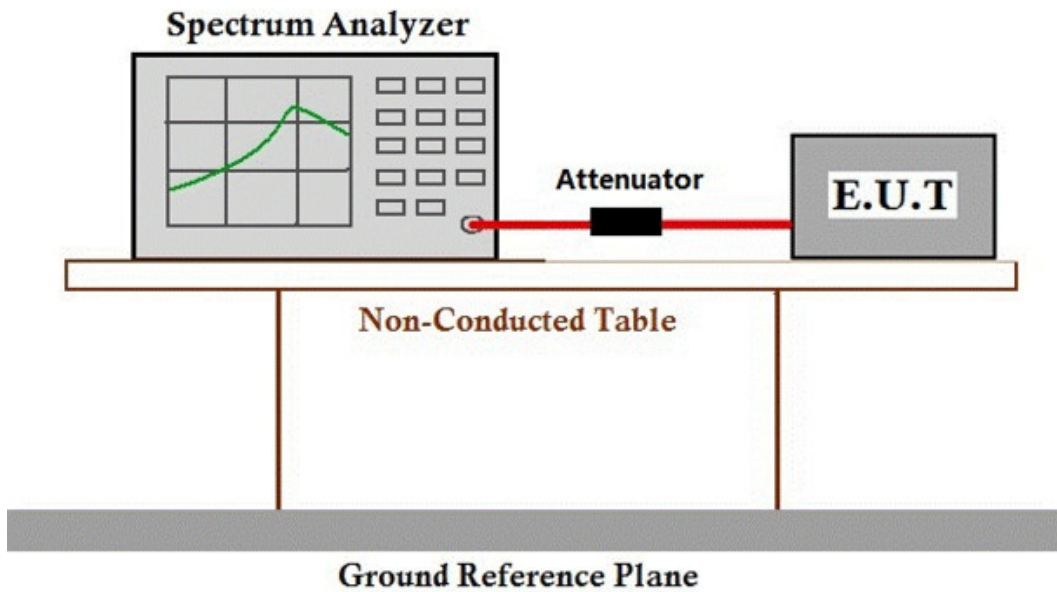 Spectrum Analyzer
Attenuator
E.U.T
Non-Conducted Table
Ground Reference Plane